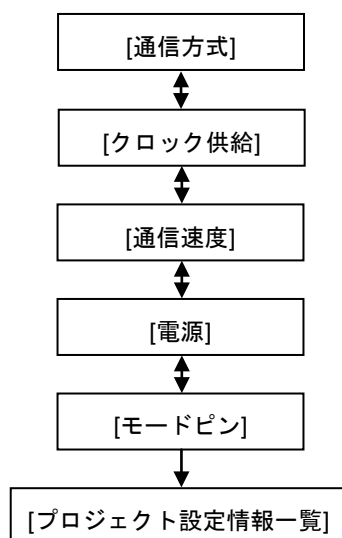 [通信方式]
[クロック供給]
[通信速度]
[電源]
[モードピン]
[プロジェクト設定情報一覧]